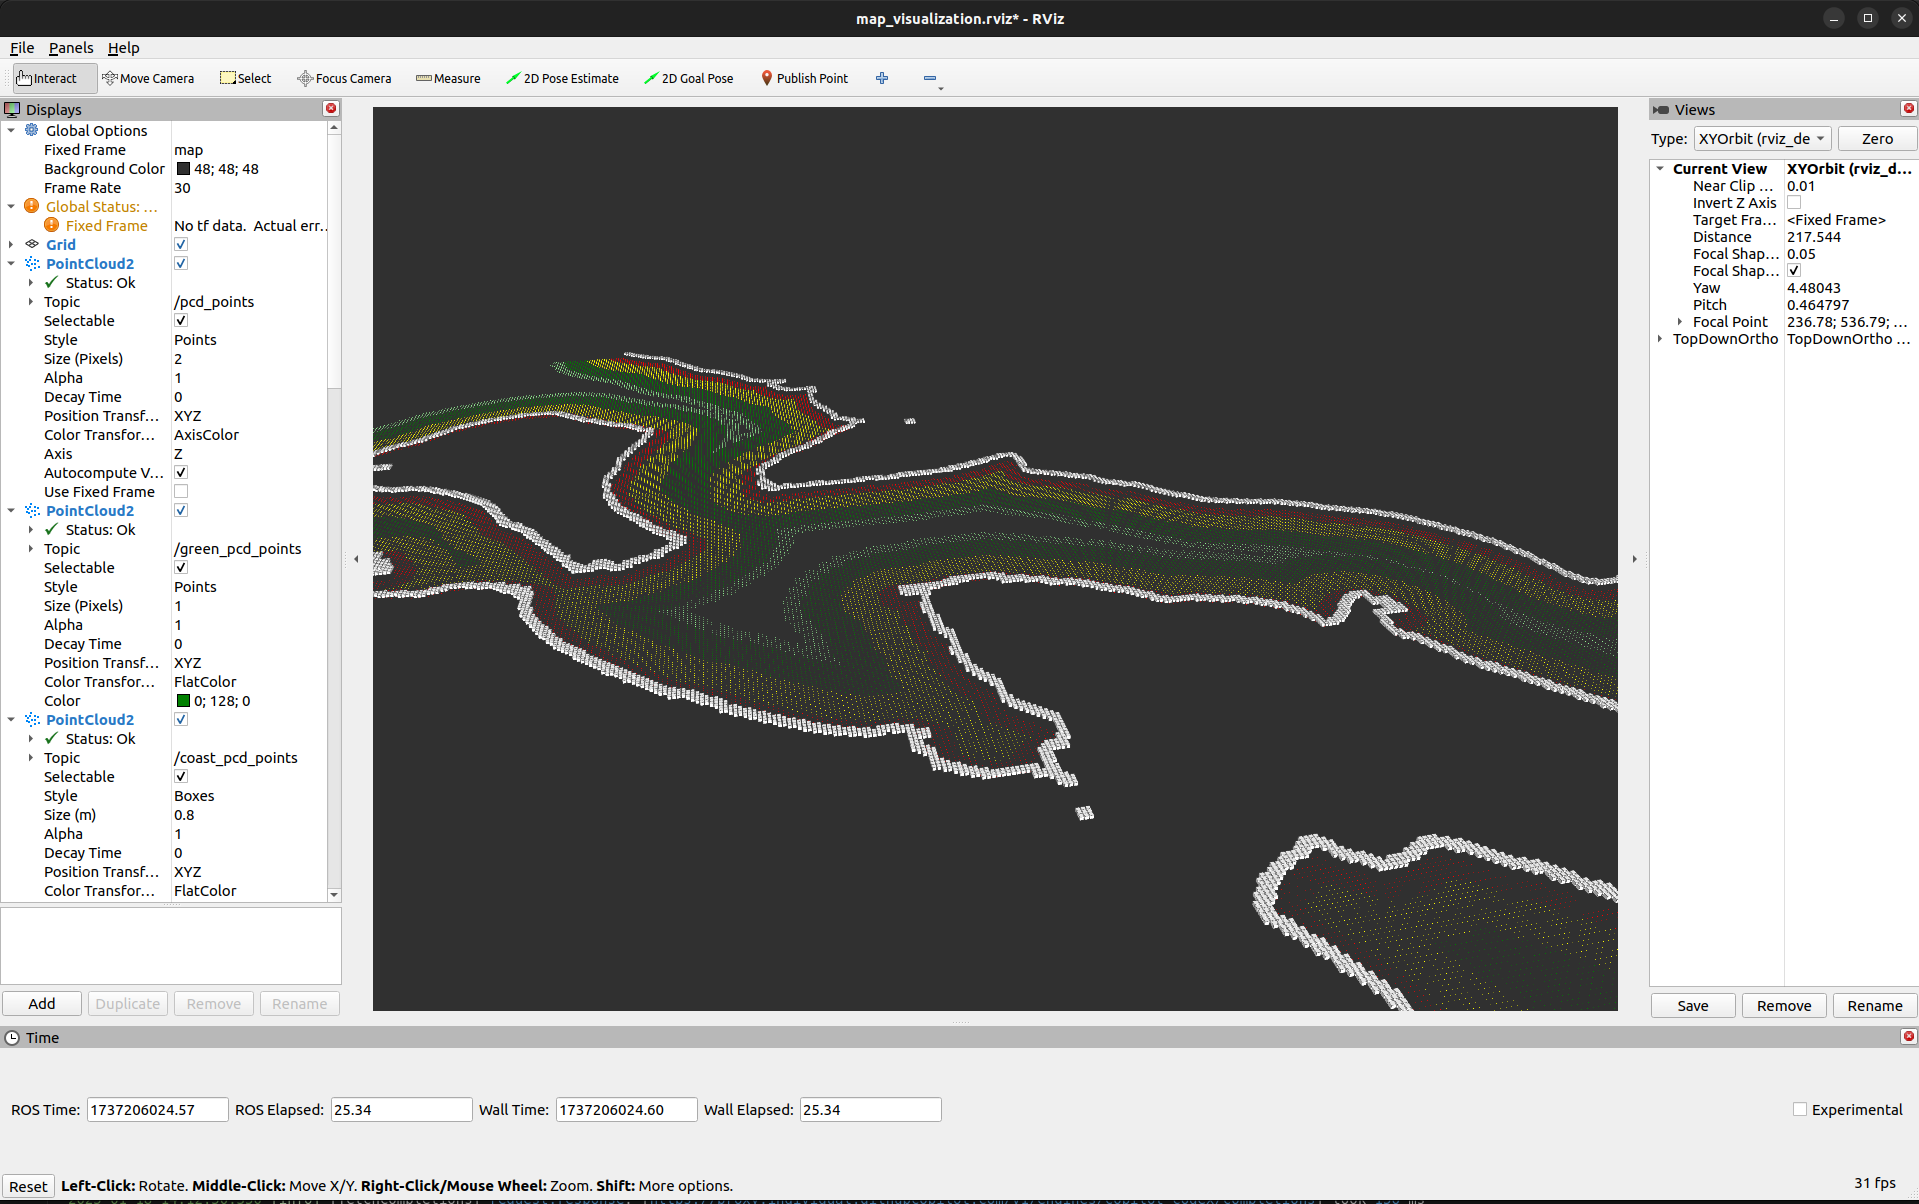 map_visualization.rviz* - RViz
File Panels Help
Interact Move Camera Select Focus Camera Measure 2D Pose Estimate 2D Goal Pose Publish Point
Displays
Global Options
Fixed Frame map
Background Color 48; 48; 48
Frame Rate 30
Global Status: ...
Fixed Frame No tf data. Actual err...
Grid
PointCloud2
Status: Ok
Topic /pcd_points
Selectable
Style Points
Size (Pixels) 2
Alpha 1
Decay Time 0
Position Transf... XYZ
Color Transfor... AxisColor
Axis Z
Autocompute V...
Use Fixed Frame
PointCloud2
Status: Ok
Topic /green_pcd_points
Selectable
Style Points
Size (Pixels) 1
Alpha 1
Decay Time 0
Position Transf... XYZ
Color Transfor... FlatColor
Color 0; 128; 0
PointCloud2
Status: Ok
Topic /coast_pcd_points
Selectable
Style Boxes
Size (m) 0.8
Alpha 1
Decay Time 0
Position Transf... XYZ
Color Transfor... FlatColor
Add Duplicate Remove Rename
Views
Type: XYOrbit (rviz_de Zero
Current View XYOrbit (rviz_d...
Near Clip ... 0.01
Invert Z Axis
Target Fra... <Fixed Frame>
Distance 217.544
Focal Shap... 0.05
Focal Shap...
Yaw 4.48043
Pitch 0.464797
Focal Point 236.78; 536.79; ...
TopDownOrtho TopDownOrtho ...
Save Remove Rename
Time
ROS Time: 1737206024.57 ROS Elapsed: 25.34 Wall Time: 1737206024.60 Wall Elapsed: 25.34 Experimental
Reset Left-Click: Rotate. Middle-Click: Move X/Y. Right-Click/Mouse Wheel: Zoom. Shift: More options. 31 fps